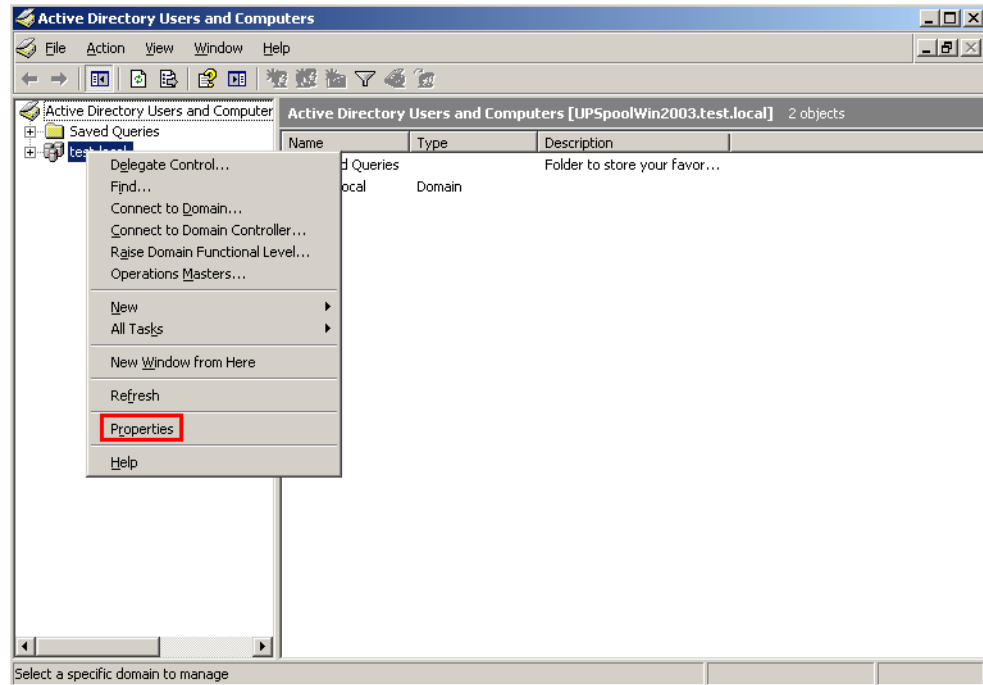 Active Directory Users and Computers
File Action View Window Help
Active Directory Users and Computer
Saved Queries
test.local
Active Directory Users and Computers [UPSpoolWin2003.test.local] 2 objects
Name Type Description
d Queries Folder to store your favor...
ocal Domain
Delegate Control...
Find...
Connect to Domain...
Connect to Domain Controller...
Raise Domain Functional Level...
Operations Masters...
New
All Tasks
New Window from Here
Refresh
Properties
Help
Select a specific domain to manage